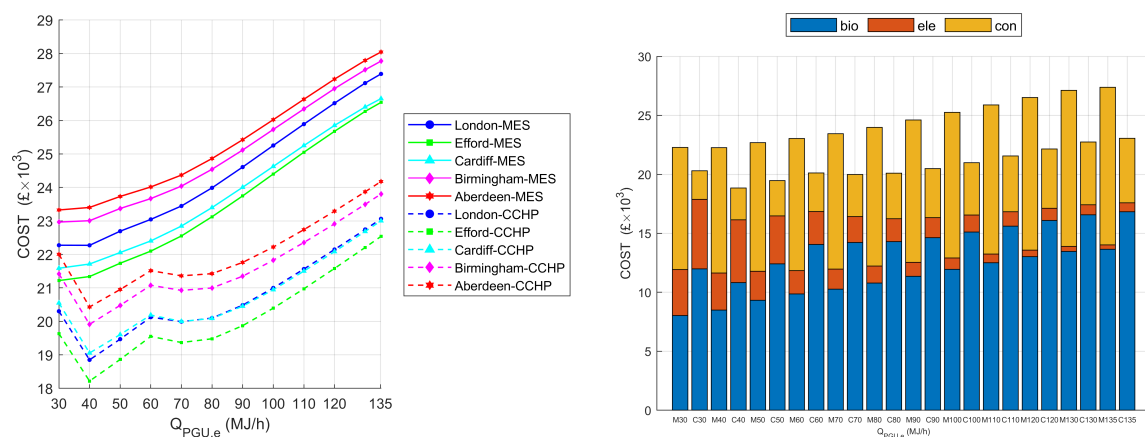 29
28
27
26
25
24
23
22
21
20
19
18
COST (£×10³)
30 40 50 60 70 80 90 100 110 120 135
Q_PGU,e (MJ/h)
London-MES
Efford-MES
Cardiff-MES
Birmingham-MES
Aberdeen-MES
London-CCHP
Efford-CCHP
Cardiff-CCHP
Birmingham-CCHP
Aberdeen-CCHP
bio ele con
30
25
20
15
10
5
0
COST (£×10³)
M30 C30 M40 C40 M50 C50 M60 C60 M70 C70 M80 C80 M90 C90 M100 C100 M110 C110 M120 C120 M130 C130 M135 C135
Q_PGU,e (MJ/h)